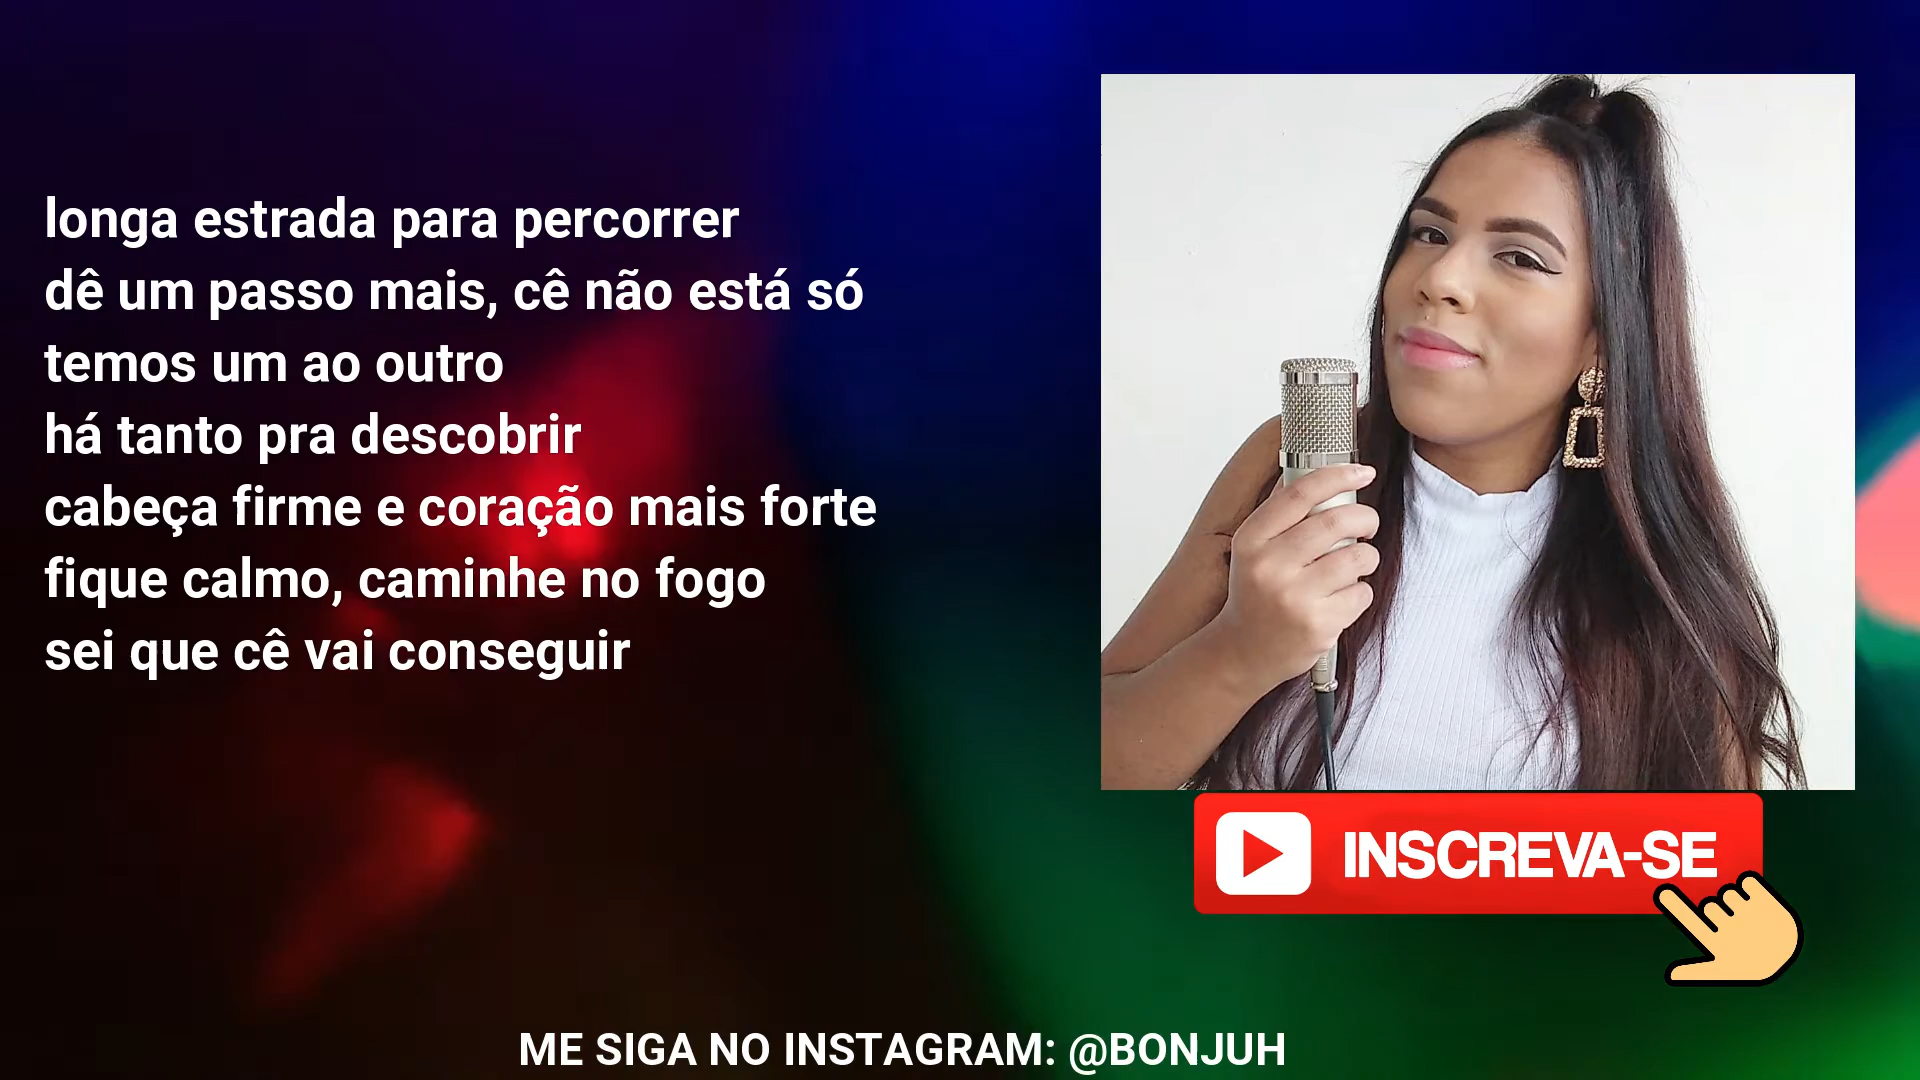 longa estrada para percorrer
dê um passo mais, cê não está só
temos um ao outro
há tanto pra descobrir
cabeça firme e coração mais forte
fique calmo, caminhe no fogo
sei que cê vai conseguir
INSCREVA-SE
ME SIGA NO INSTAGRAM: @BONJUH